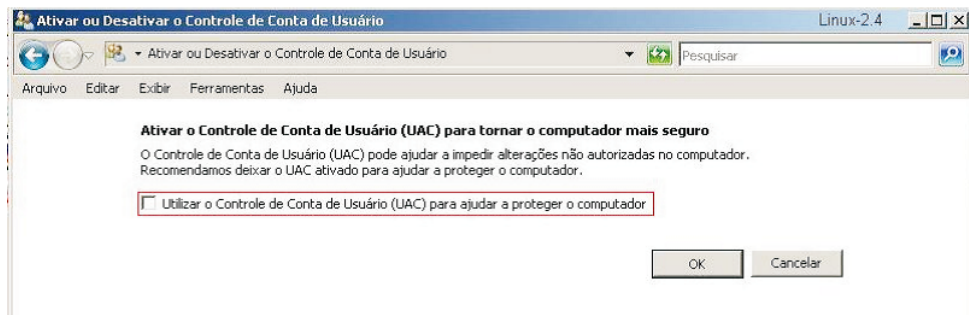 Ativar ou Desativar o Controle de Conta de Usuário
Linux-2.4
Ativar ou Desativar o Controle de Conta de Usuário
Pesquisar
Arquivo Editar Exibir Ferramentas Ajuda
Ativar o Controle de Conta de Usuário (UAC) para tornar o computador mais seguro
O Controle de Conta de Usuário (UAC) pode ajudar a impedir alterações não autorizadas no computador.
Recomendamos deixar o UAC ativado para ajudar a proteger o computador.
Utilizar o Controle de Conta de Usuário (UAC) para ajudar a proteger o computador
OK Cancelar